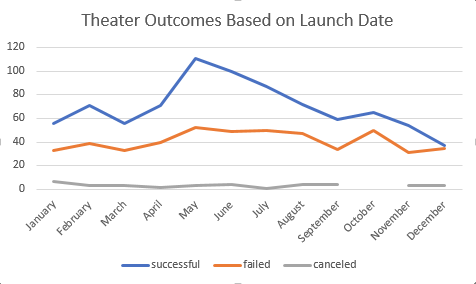 Theater Outcomes Based on Launch Date
120
100
80
60
40
20
0
January February March April May June July August September October November December
successful failed canceled